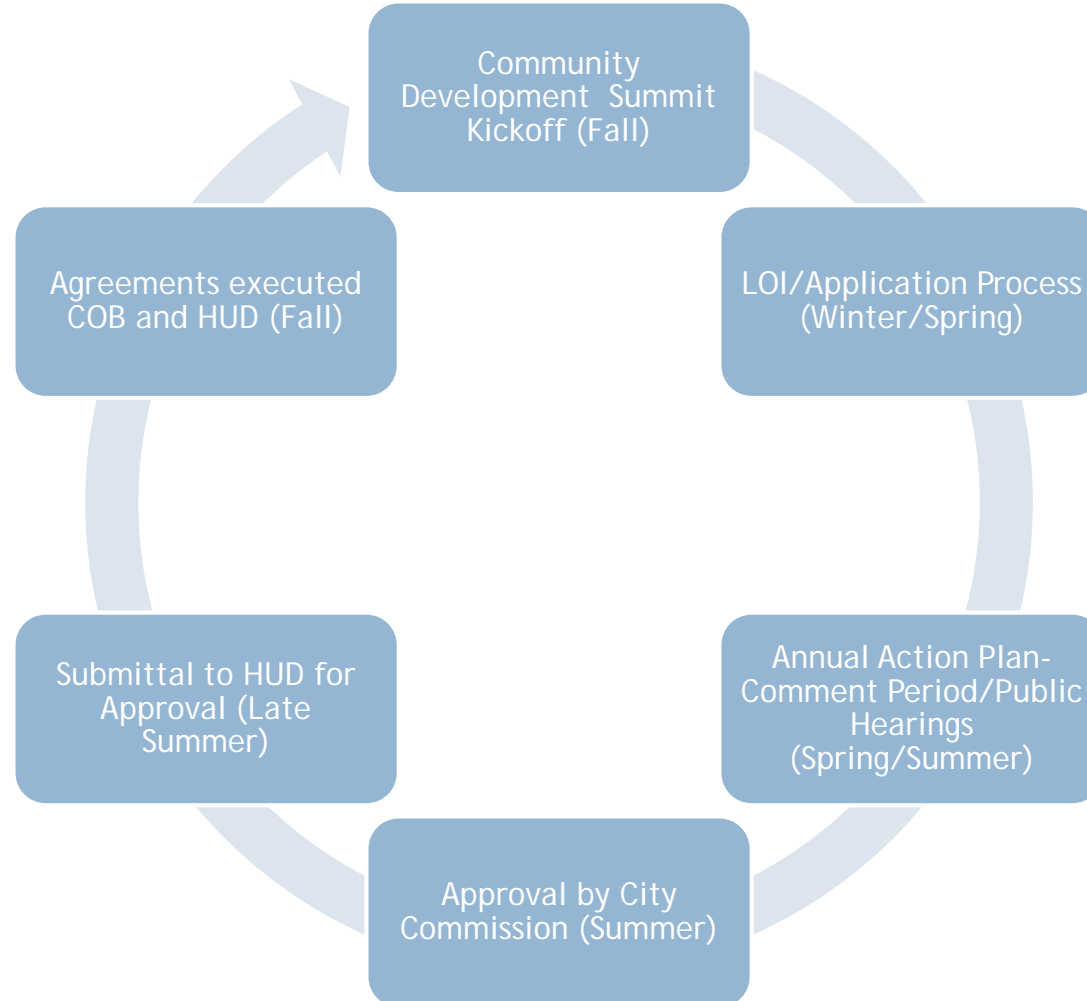 Community
Development  Summit
Kickoff (Fall)
LOI/Application Process
(Winter/Spring)
Annual Action Plan-
Comment Period/Public
Hearings
(Spring/Summer)
Approval by City
Commission (Summer)
Submittal to HUD for
Approval (Late
Summer)
Agreements executed
COB and HUD (Fall)